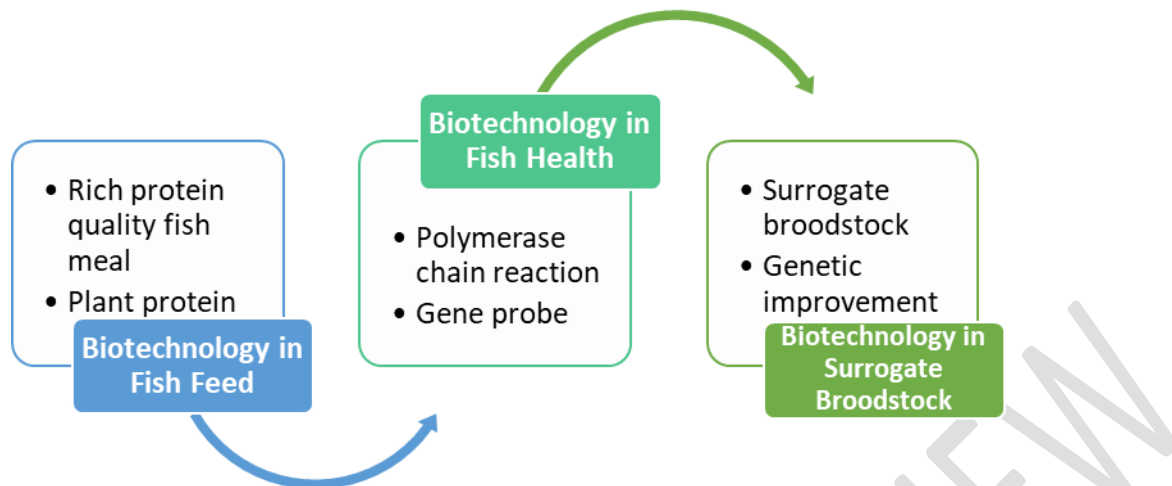 • Rich protein
quality fish
meal
• Plant protein
Biotechnology in
Fish Feed
Biotechnology in
Fish Health
• Polymerase
chain reaction
• Gene probe
• Surrogate
broodstock
• Genetic
improvement
Biotechnology in
Surrogate
Broodstock